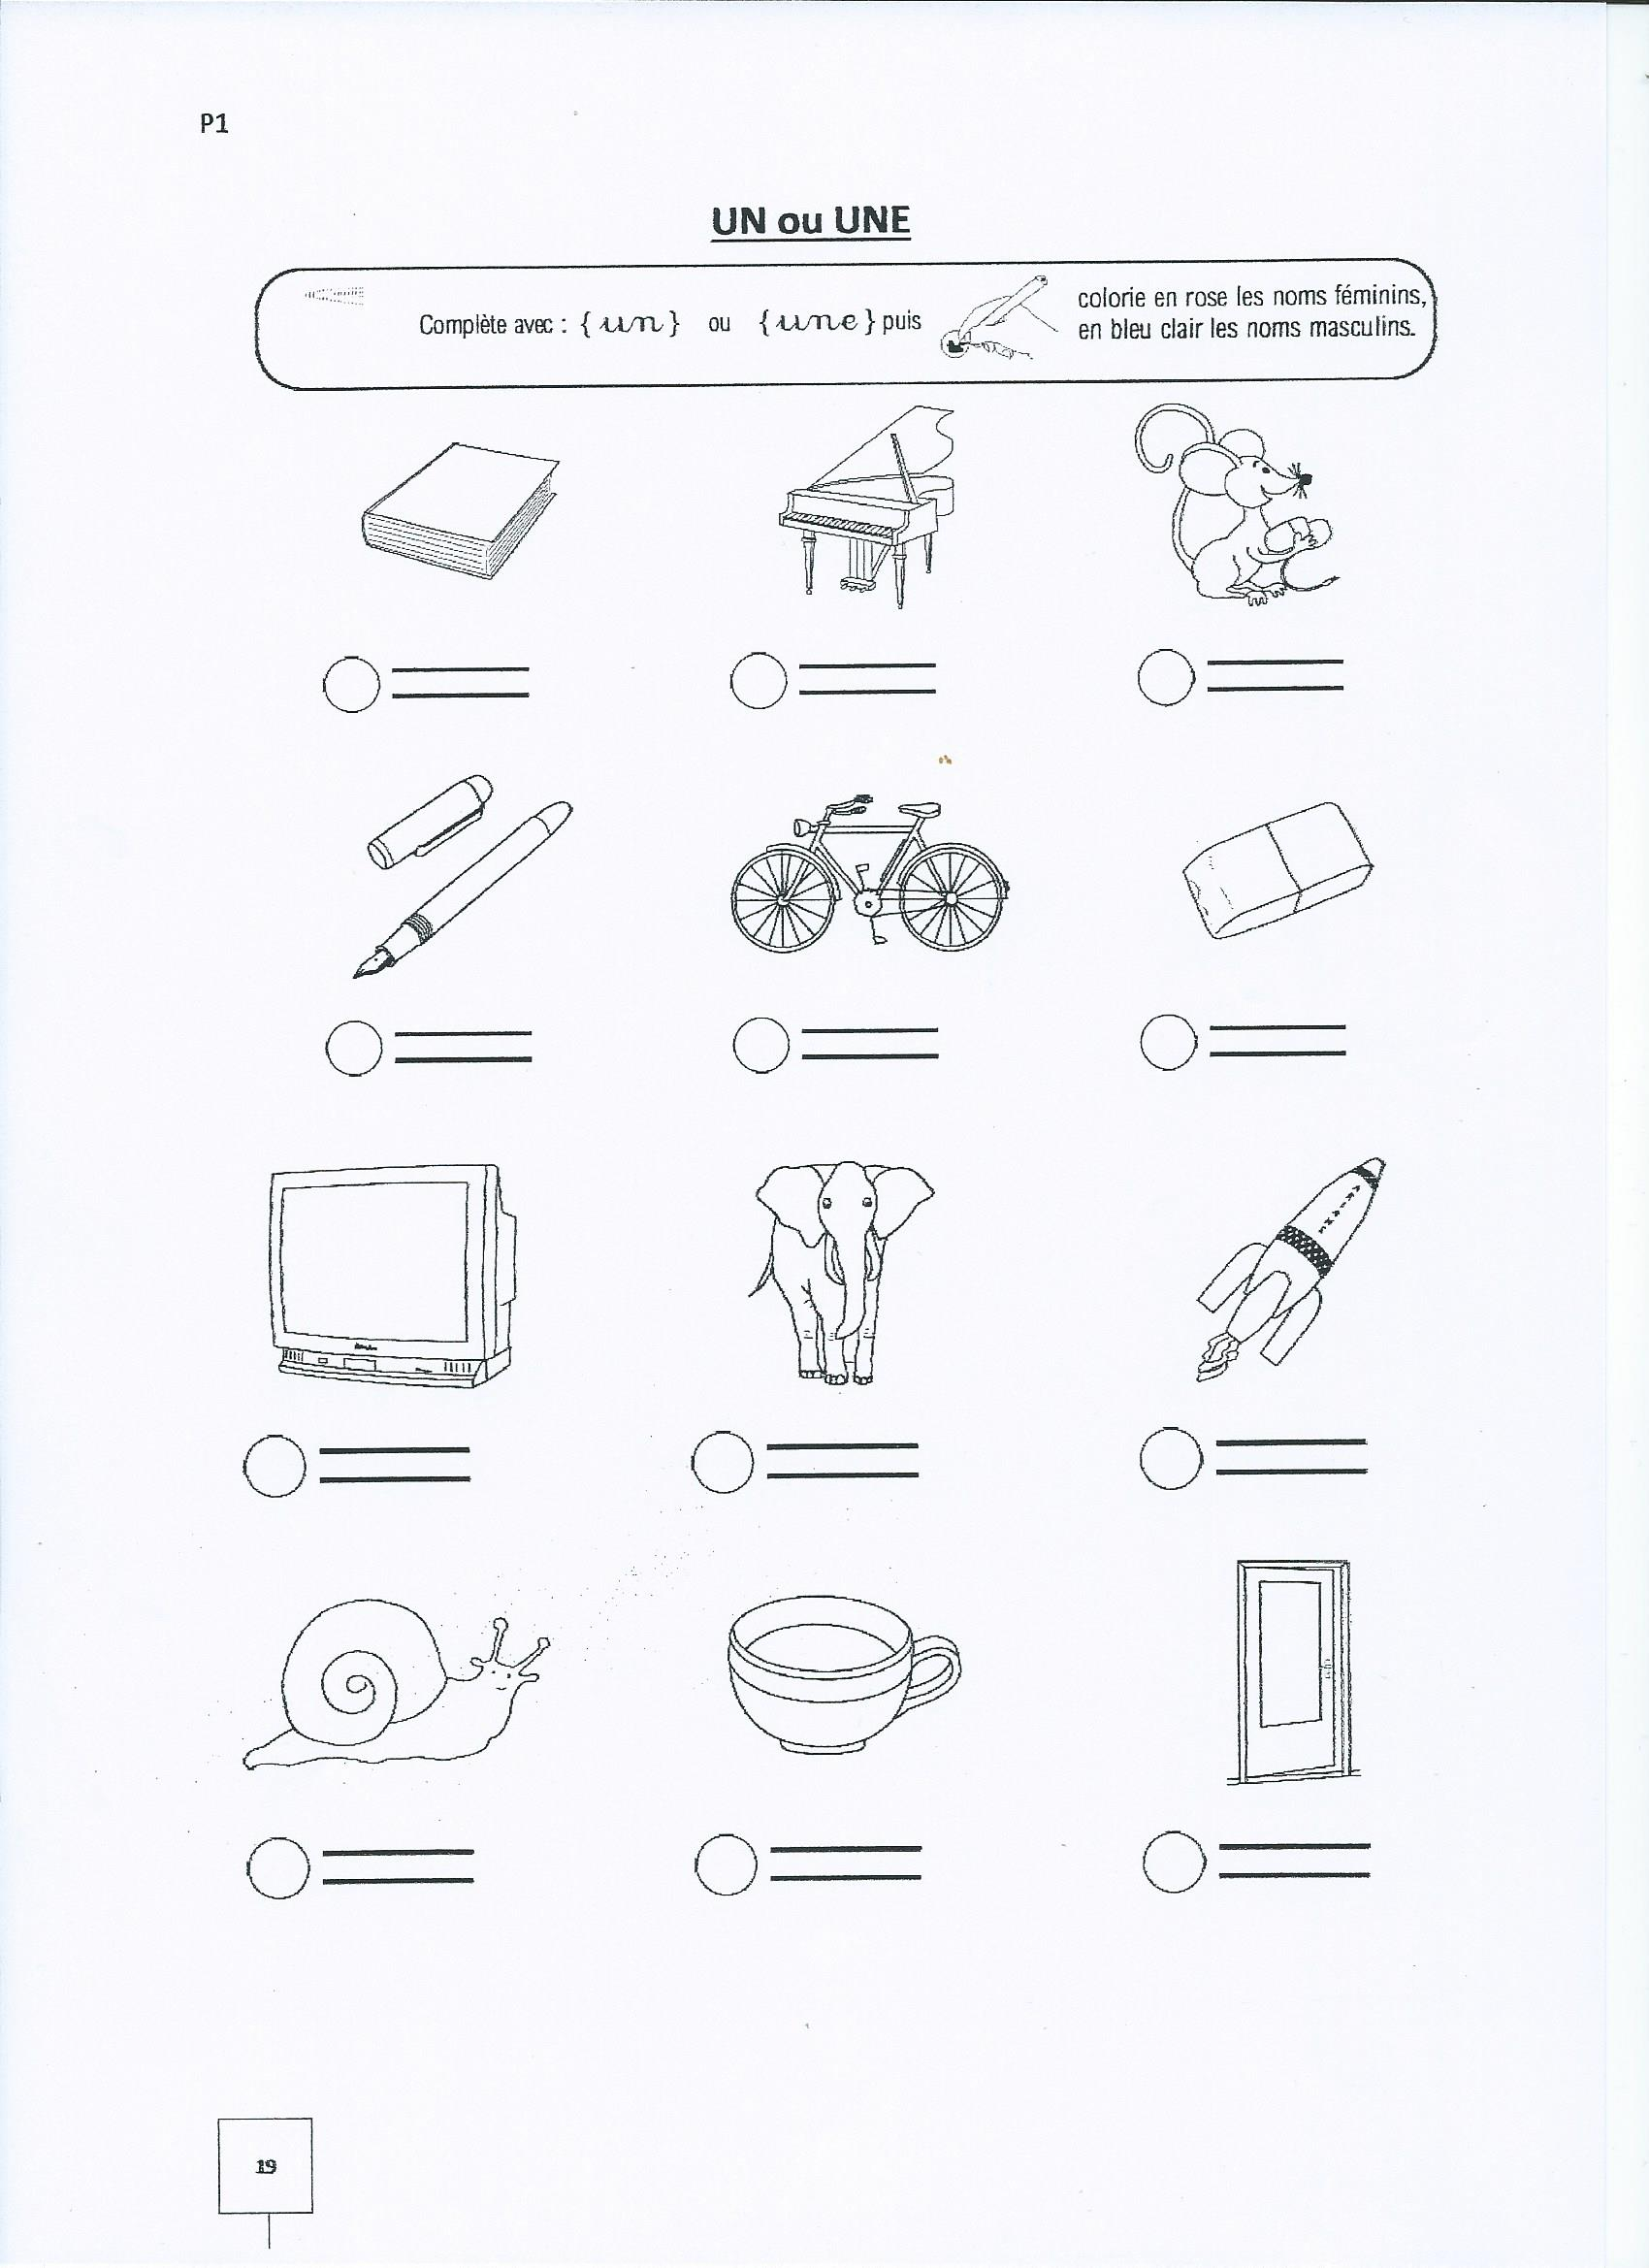 P1
UN ou UNE
Complète avec : { un } ou { une } puis
colorie en rose les noms féminins,
en bleu clair les noms masculins.
ARIANE
19